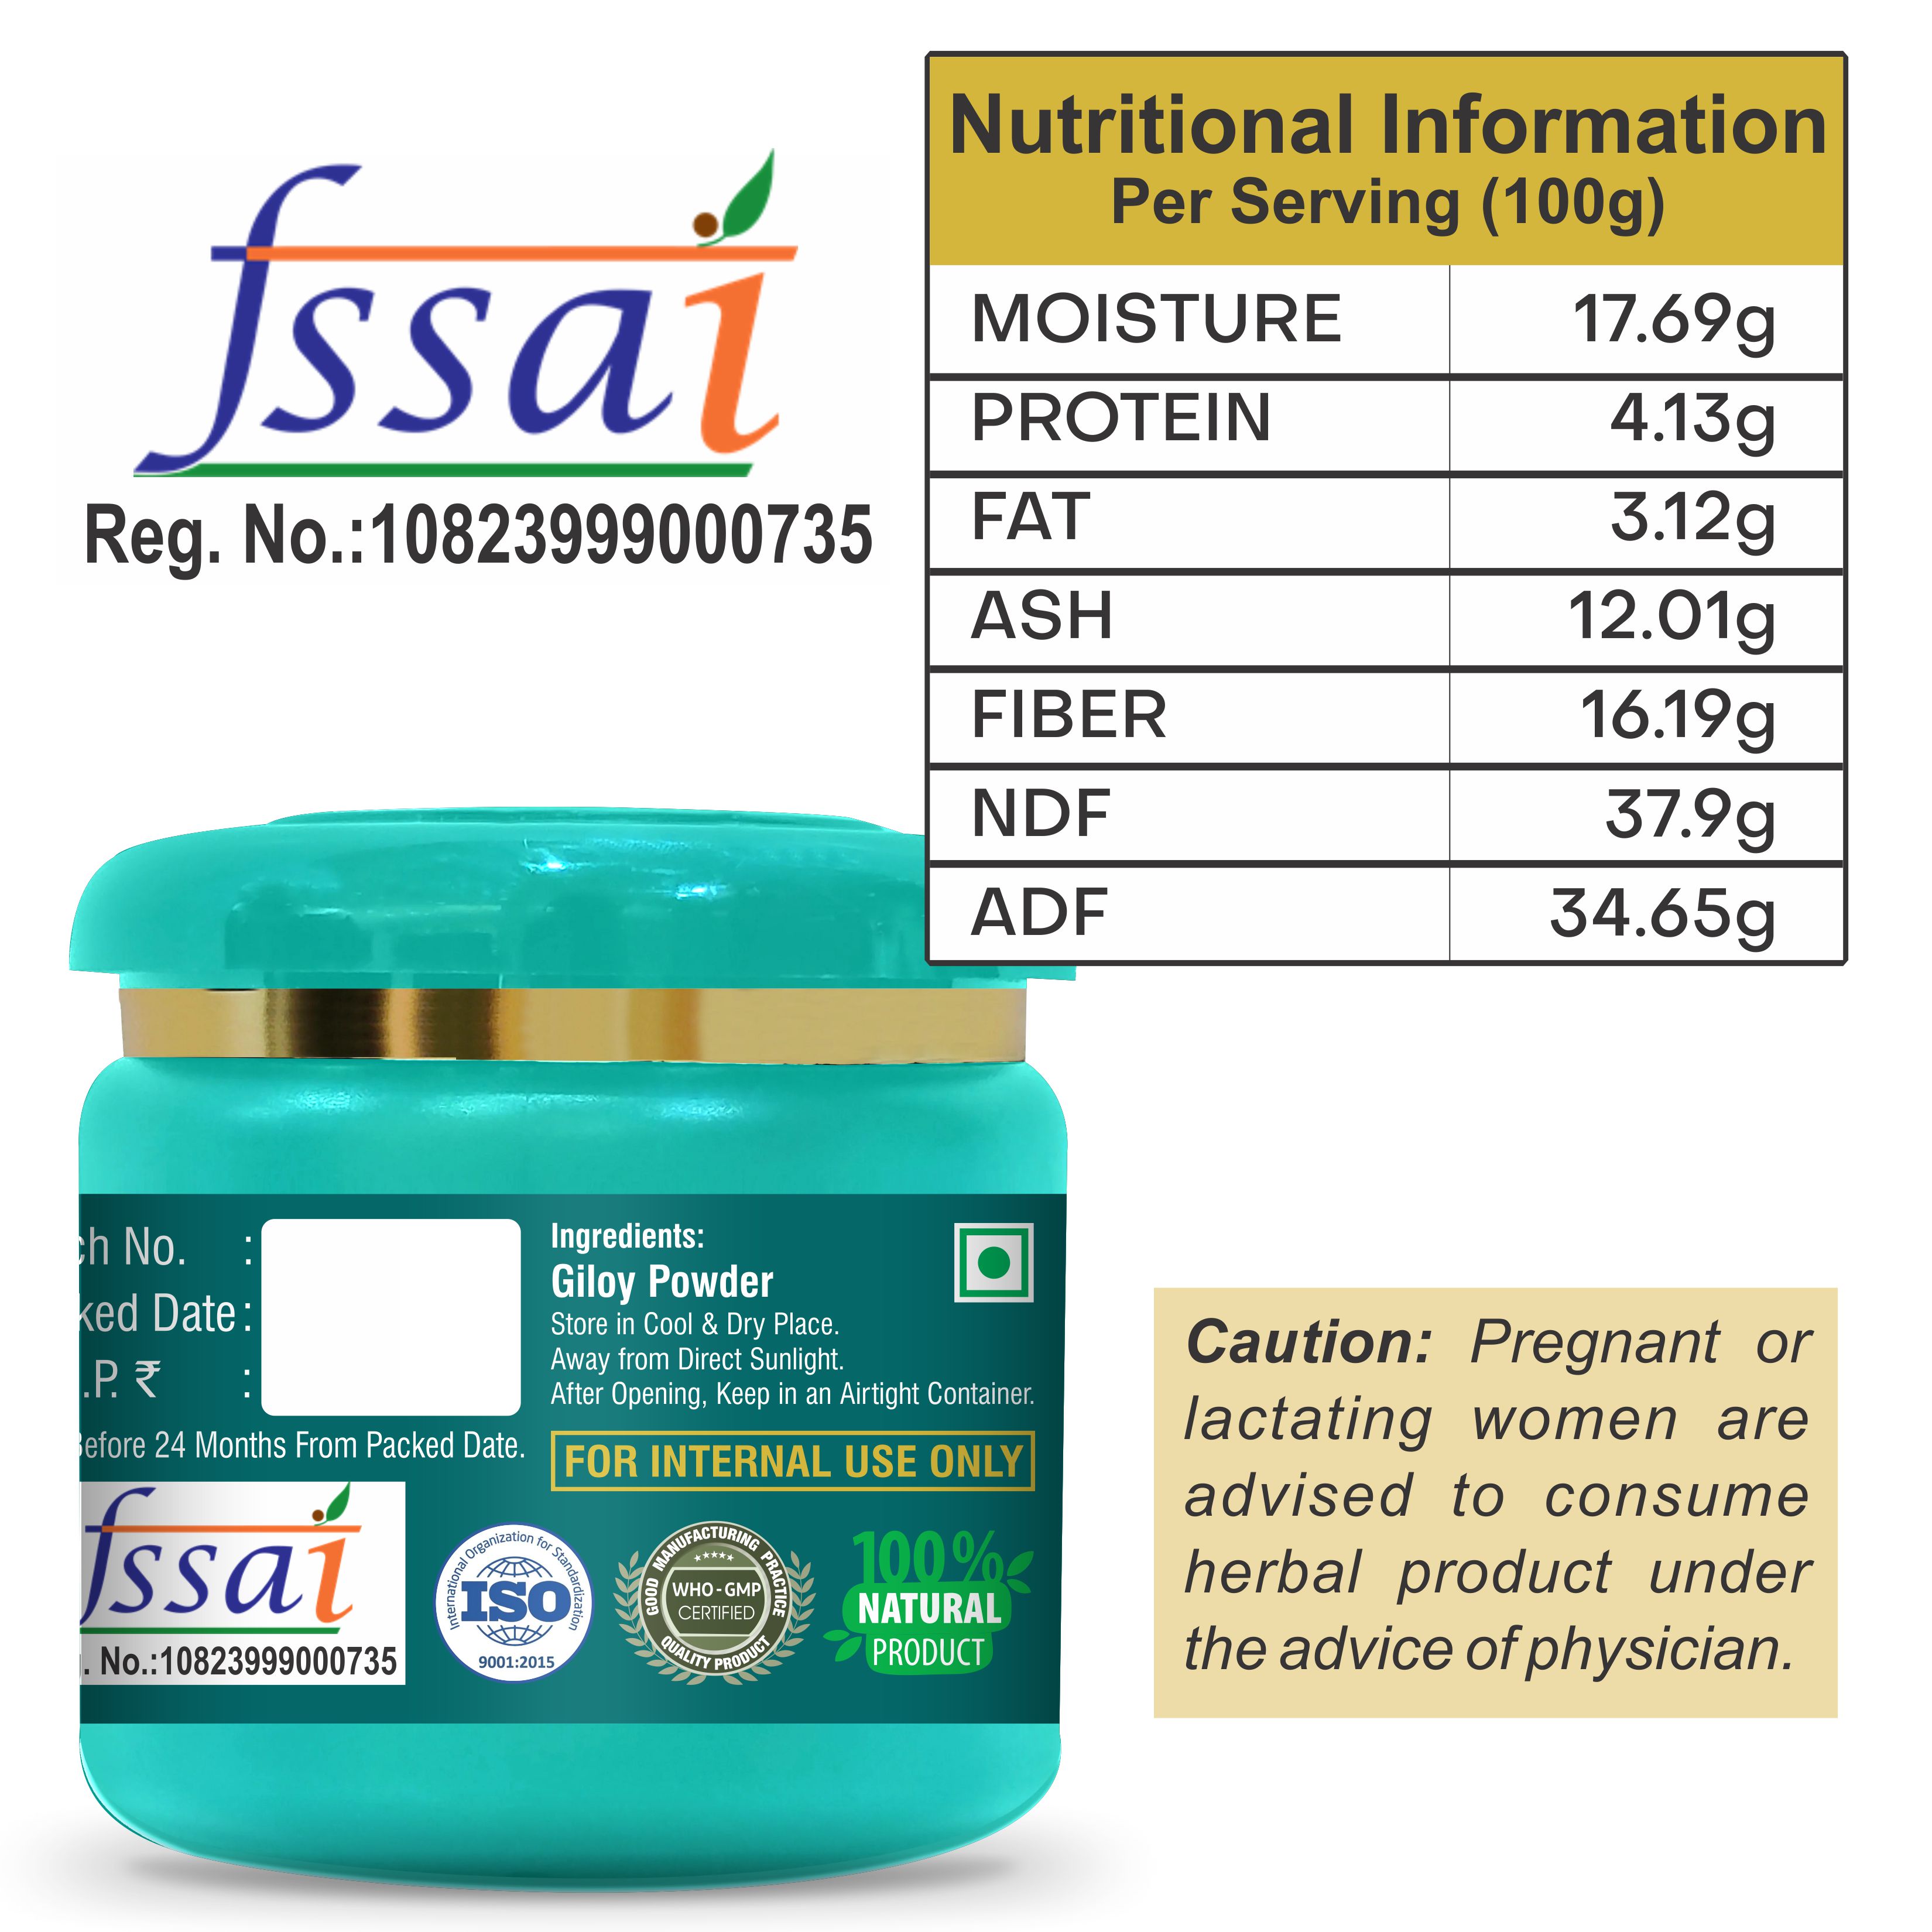 fssai
Reg. No.:10823999000735
Nutritional Information
Per Serving (100g)
MOISTURE 17.69g
PROTEIN 4.13g
FAT 3.12g
ASH 12.01g
FIBER 16.19g
NDF 37.9g
ADF 34.65g
ch No. :
ked Date:
.P. ₹ :
efore 24 Months From Packed Date.
fssai
. No.:10823999000735
Ingredients:
Giloy Powder
Store in Cool & Dry Place.
Away from Direct Sunlight.
After Opening, Keep in an Airtight Container.
FOR INTERNAL USE ONLY
International Organization for Standardization
ISO
9001:2015
GOOD MANUFACTURING PRACTICE
WHO-GMP
CERTIFIED
QUALITY PRODUCT
100%
NATURAL
PRODUCT
Caution: Pregnant or
lactating women are
advised to consume
herbal product under
the advice of physician.